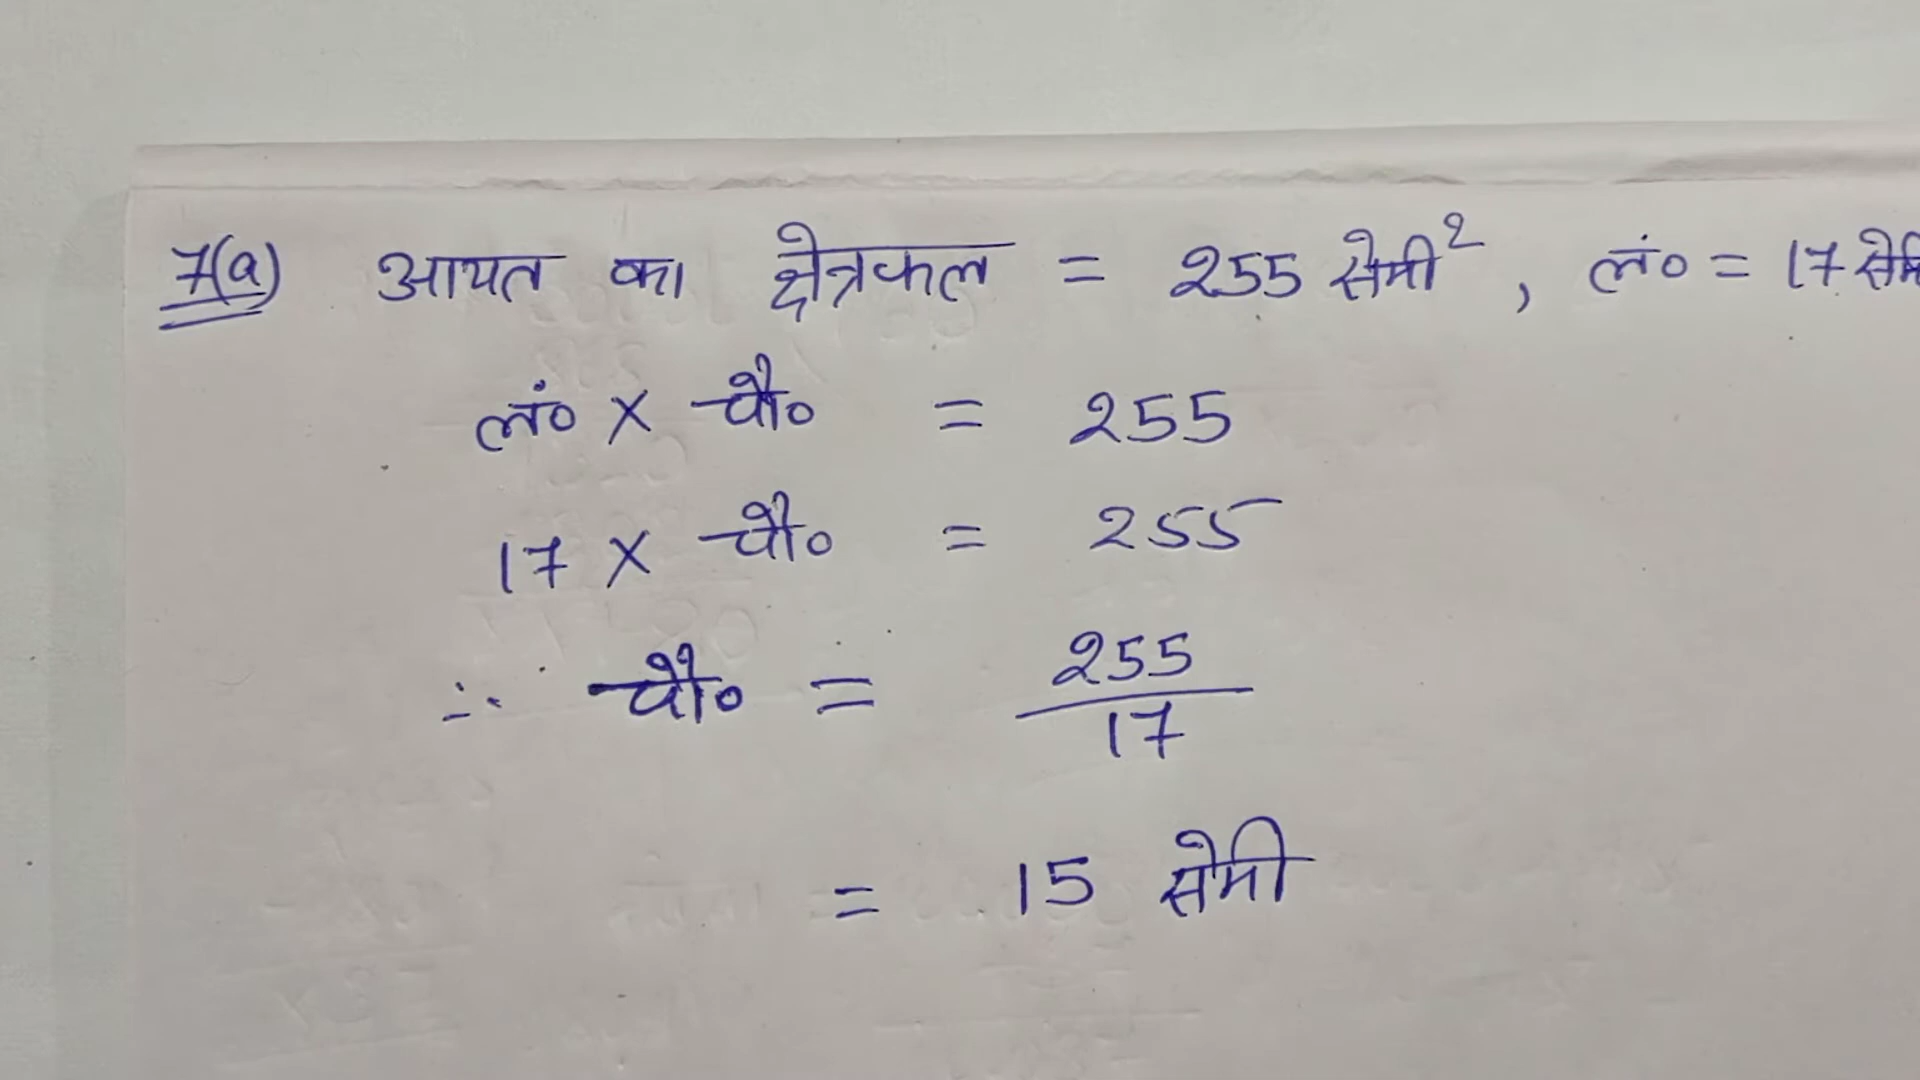 7(a) आयत का क्षेत्रफल = 255 सेमी², लं० = 17 सेमी
लं० × चौ० = 255
17 × चौ० = 255
∴ चौ० = 255/17
= 15 सेमी